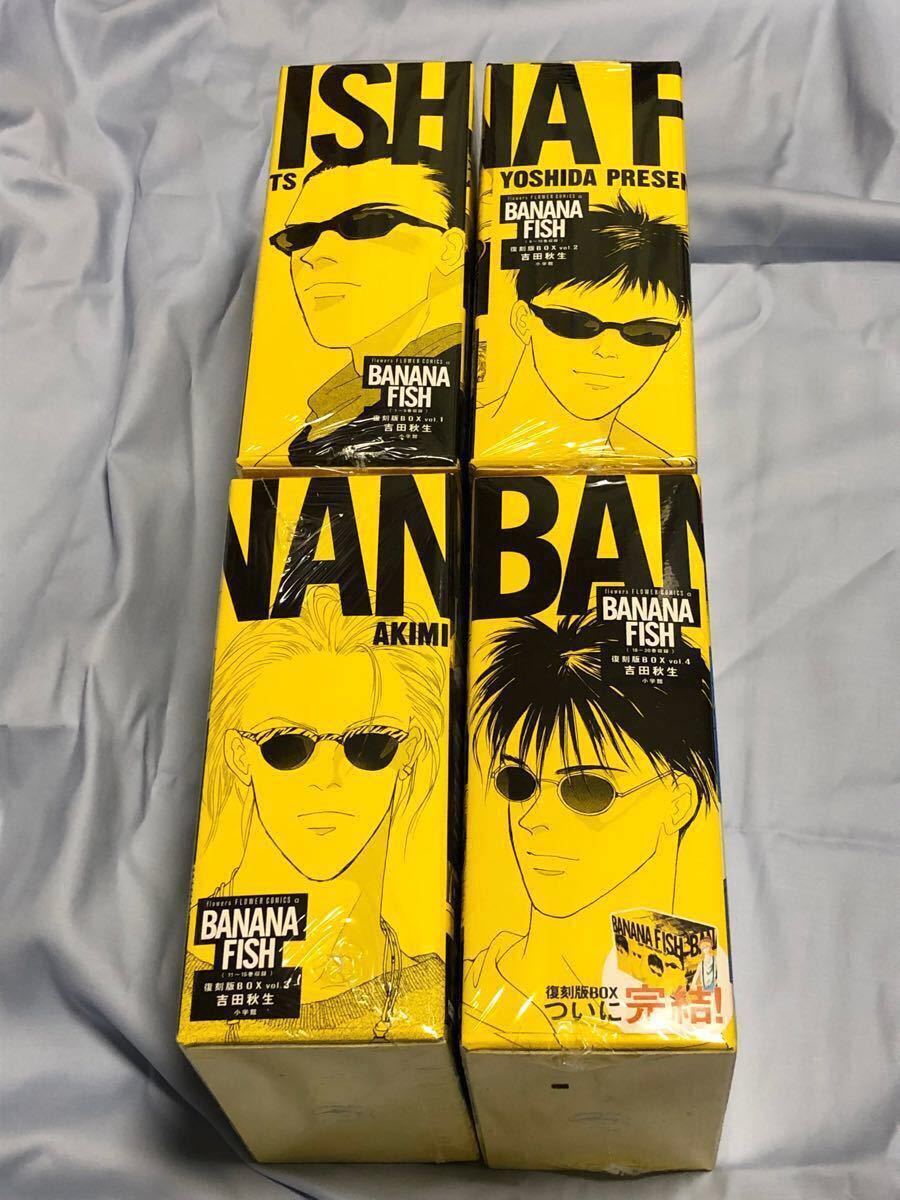 ISH
TS
flowers FLOWER COMICS α
BANANA
FISH
(1〜5巻収録)
復刻版BOX vol.1
吉田秋生
小学館
NA F
YOSHIDA PRESEN
flowers FLOWER COMICS α
BANANA
FISH
(6〜10巻収録)
復刻版BOX vol.2
吉田秋生
小学館
NAN
AKIMI
flowers FLOWER COMICS α
BANANA
FISH
(11〜15巻収録)
復刻版BOX vol.3
吉田秋生
小学館
BAN
flowers FLOWER COMICS α
BANANA
FISH
(16〜20巻収録)
復刻版BOX vol.4
吉田秋生
小学館
BANANA FISH BAN
復刻版BOX
ついに完結!